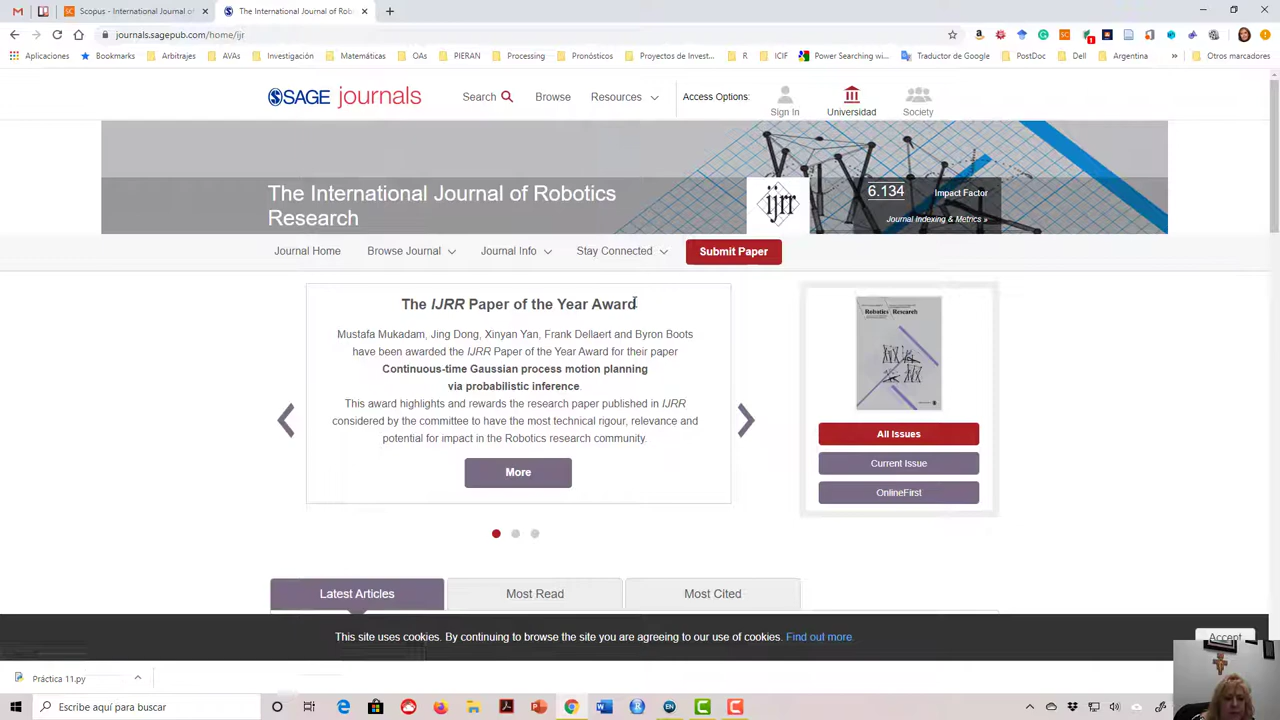 Scopus - International Journal of
The International Journal of Rob
journals.sagepub.com/home/ijr
Aplicaciones
Bookmarks
Arbitrajes
AVAs
Investigación
Matemáticas
OAs
PIERAN
Processing
Pronósticos
Proyectos de Invest...
R
ICIF
Power Searching wi...
Traductor de Google
PostDoc
Dell
Argentina
»
Otros marcadores
SAGE journals
Search
Browse
Resources
Access Options:
Sign In
Universidad
Society
The International Journal of Robotics
Research
ijrr
6.134
Impact Factor
Journal Indexing & Metrics »
Journal Home
Browse Journal
Journal Info
Stay Connected
Submit Paper
The IJRR Paper of the Year Award
Mustafa Mukadam, Jing Dong, Xinyan Yan, Frank Dellaert and Byron Boots
have been awarded the IJRR Paper of the Year Award for their paper
Continuous-time Gaussian process motion planning
via probabilistic inference.
This award highlights and rewards the research paper published in IJRR
considered by the committee to have the most technical rigour, relevance and
potential for impact in the Robotics research community.
More
Robotics Research
All Issues
Current Issue
OnlineFirst
Latest Articles
Most Read
Most Cited
This site uses cookies. By continuing to browse the site you are agreeing to our use of cookies. Find out more.
Accept
Práctica 11.py
Escribe aquí para buscar